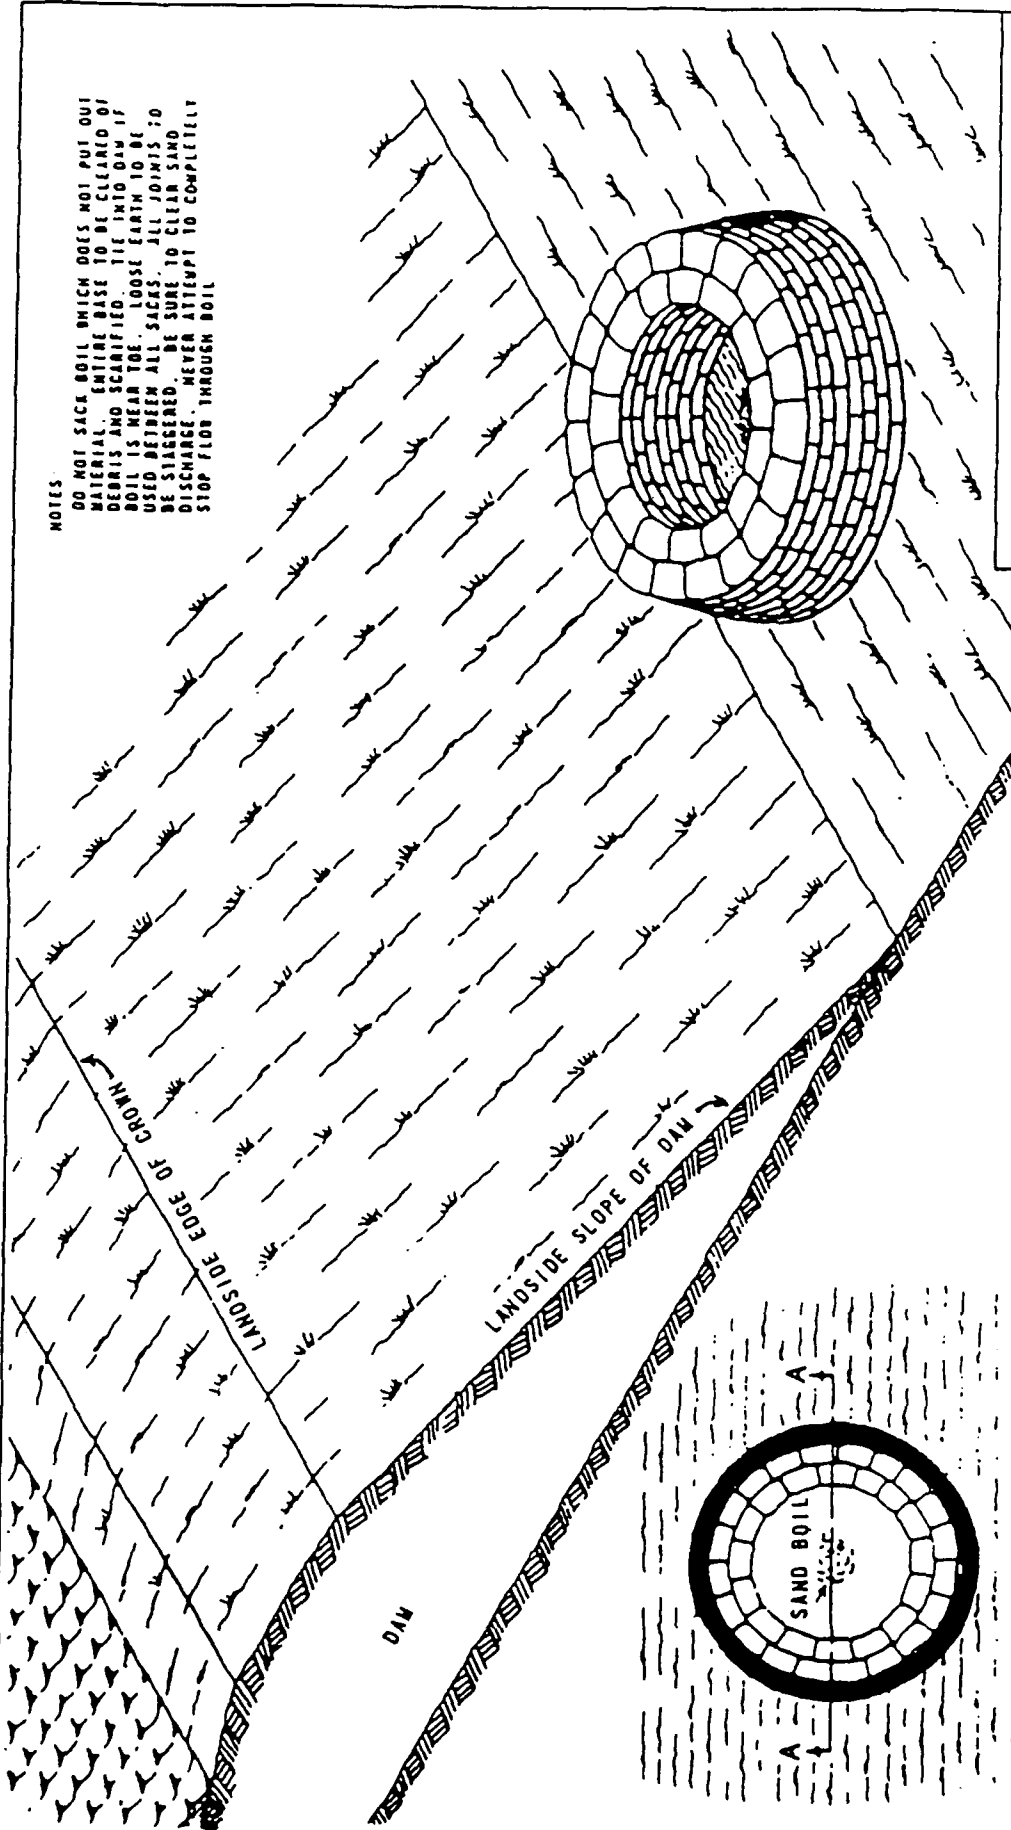 NOTES
DO NOT SACK BOIL WHICH DOES NOT PUT OUT
MATERIAL. ENTIRE BASE TO BE CLEARED OF
DEBRIS AND SCARIFIED. TIE INTO DAM IF
BOIL IS NEAR TOE. LOOSE EARTH TO BE
USED BETWEEN ALL SACKS. ALL JOINTS TO
BE STAGGERED. BE SURE TO CLEAR SAND
DISCHARGE. NEVER ATTEMPT TO COMPLETELY
STOP FLOW THROUGH BOIL
LANDSIDE EDGE OF CROWN
LANDSIDE SLOPE OF DAM
DAM
SAND BOIL
A
A